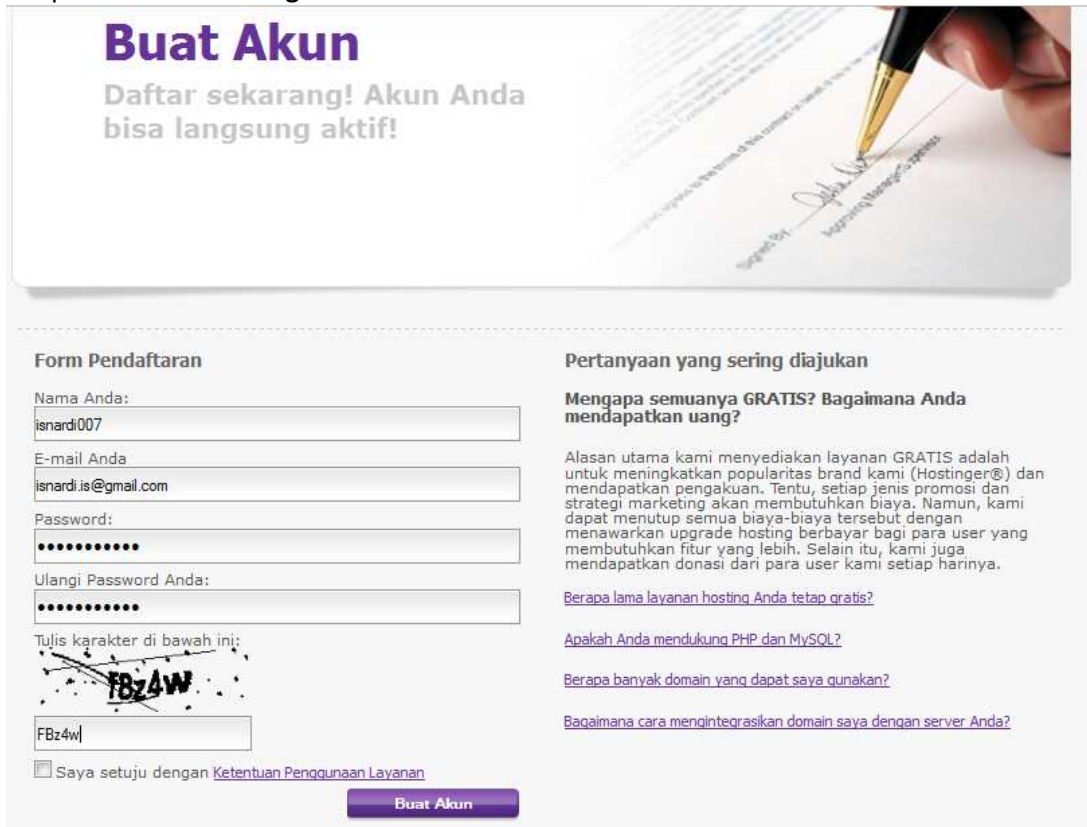 Buat Akun
Daftar sekarang! Akun Anda
bisa langsung aktif!
Signed By:
Approving Manager/Supervisor
Form Pendaftaran
Nama Anda:
isnardi007
E-mail Anda
isnardi.is@gmail.com
Password:
•••••••••••
Ulangi Password Anda:
•••••••••••
Tulis karakter di bawah ini:
FBz4W
FBz4w
Saya setuju dengan Ketentuan Penggunaan Layanan
Buat Akun
Pertanyaan yang sering diajukan
Mengapa semuanya GRATIS? Bagaimana Anda
mendapatkan uang?
Alasan utama kami menyediakan layanan GRATIS adalah
untuk meningkatkan popularitas brand kami (Hostinger®) dan
mendapatkan pengakuan. Tentu, setiap jenis promosi dan
strategi marketing akan membutuhkan biaya. Namun, kami
dapat menutup semua biaya-biaya tersebut dengan
menawarkan upgrade hosting berbayar bagi para user yang
membutuhkan fitur yang lebih. Selain itu, kami juga
mendapatkan donasi dari para user kami setiap harinya.
Berapa lama layanan hosting Anda tetap gratis?
Apakah Anda mendukung PHP dan MySQL?
Berapa banyak domain yang dapat saya gunakan?
Bagaimana cara mengintegrasikan domain saya dengan server Anda?